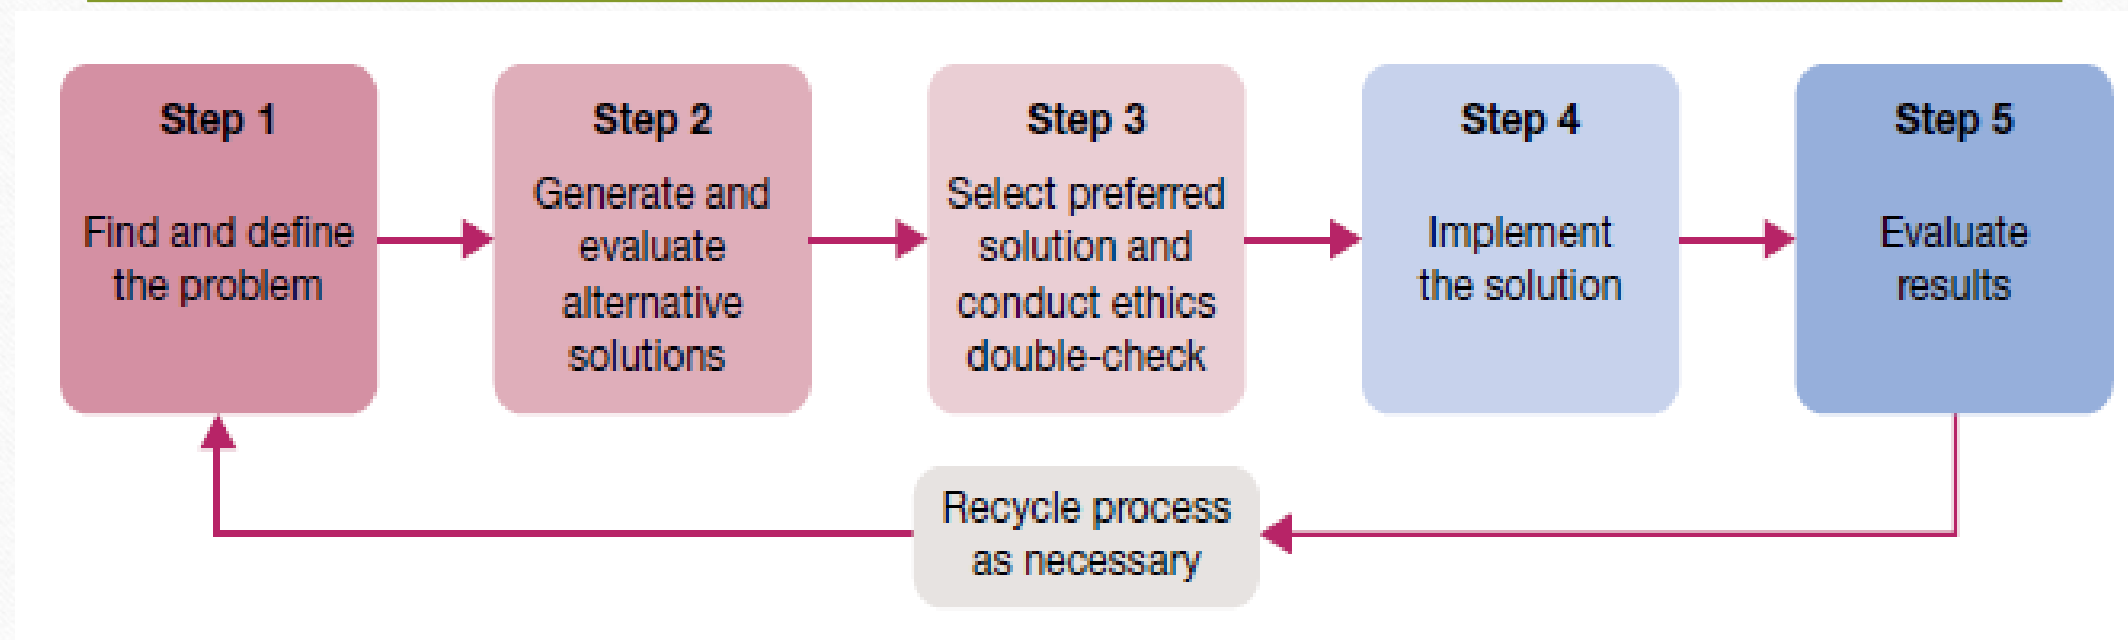 Step 1
Find and define
the problem
Step 2
Generate and
evaluate
alternative
solutions
Step 3
Select preferred
solution and
conduct ethics
double-check
Step 4
Implement
the solution
Step 5
Evaluate
results
Recycle process
as necessary